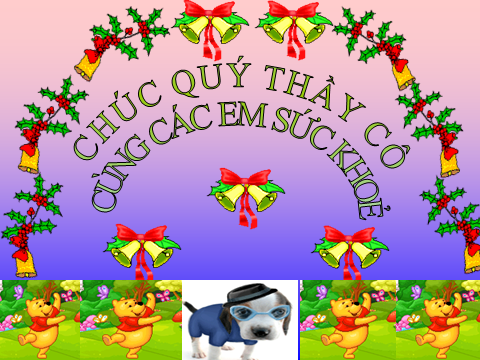 CHÚC QUÝ THẦY CÔ
CÙNG CÁC EM SỨC KHOẺ